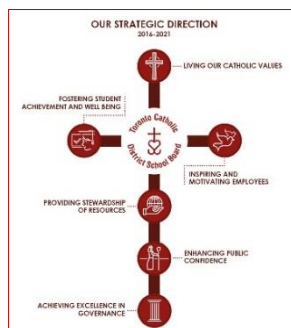 OUR STRATEGIC DIRECTION
2016-2021
LIVING OUR CATHOLIC VALUES
FOSTERING STUDENT
ACHIEVEMENT AND WELL BEING
Toronto Catholic
District School Board
INSPIRING AND
MOTIVATING EMPLOYEES
PROVIDING STEWARDSHIP
OF RESOURCES
ENHANCING PUBLIC
CONFIDENCE
ACHIEVING EXCELLENCE IN
GOVERNANCE